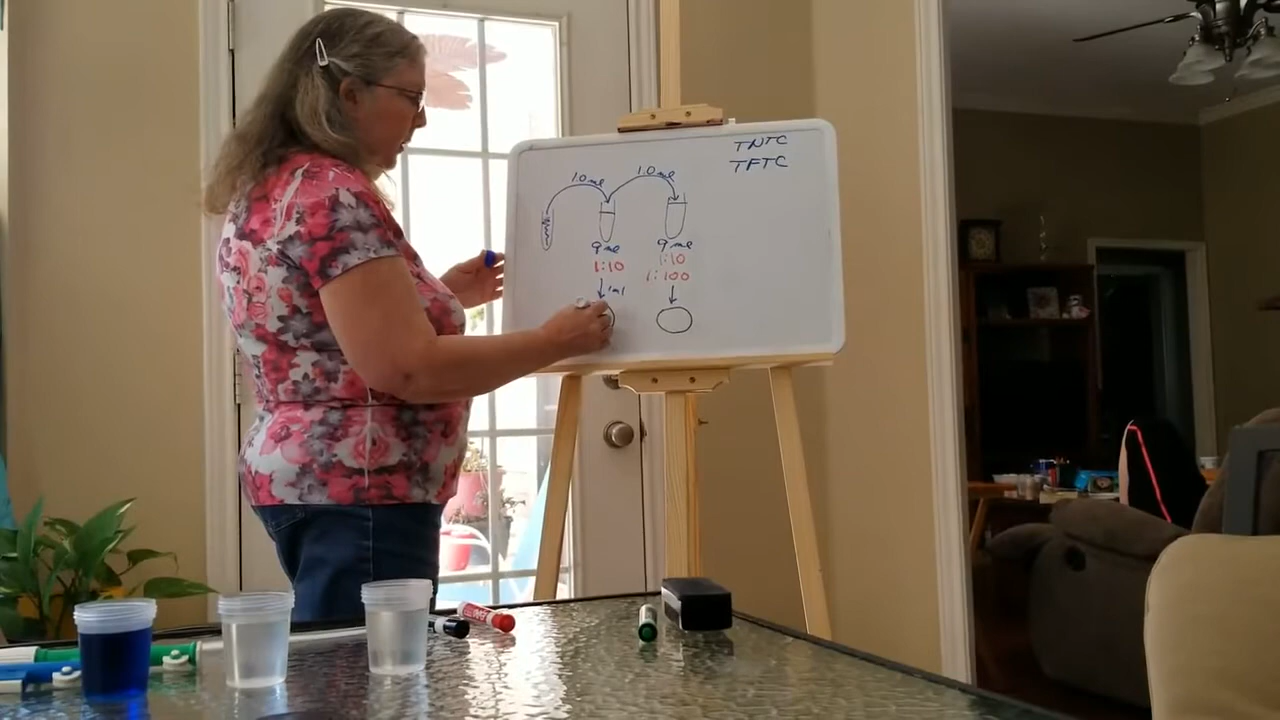 TNTC
TFTC
1.0 ml 1.0 ml
9 ml 9 ml
1:10 1:10
1:100
1 ml